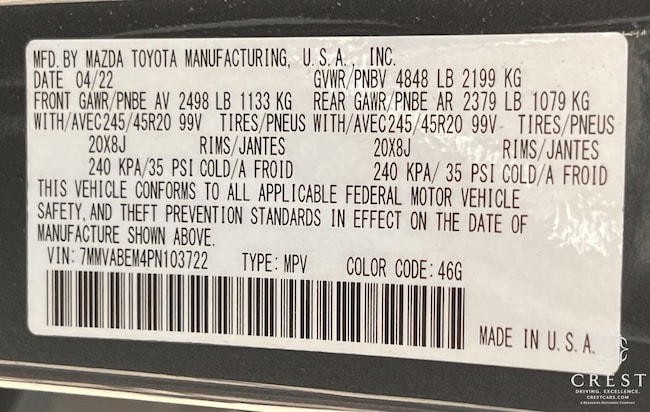 MFD. BY MAZDA TOYOTA MANUFACTURING, U.S.A., INC.
DATE 04/22 GVWR/PNBV 4848 LB 2199 KG
FRONT GAWR/PNBE AV 2498 LB 1133 KG REAR GAWR/PNBE AR 2379 LB 1079 KG
WITH/AVEC245/45R20 99V TIRES/PNEUS WITH/AVEC245/45R20 99V TIRES/PNEUS
20X8J RIMS/JANTES 20X8J RIMS/JANTES
240 KPA/35 PSI COLD/A FROID 240 KPA/ 35 PSI COLD/A FROID
THIS VEHICLE CONFORMS TO ALL APPLICABLE FEDERAL MOTOR VEHICLE
SAFETY, AND THEFT PREVENTION STANDARDS IN EFFECT ON THE DATE OF
MANUFACTURE SHOWN ABOVE.
VIN: 7MMVABEM4PN103722 TYPE: MPV COLOR CODE: 46G
MADE IN U.S.A.
CREST
DRIVING. EXCELLENCE.
CRESTCARS.COM